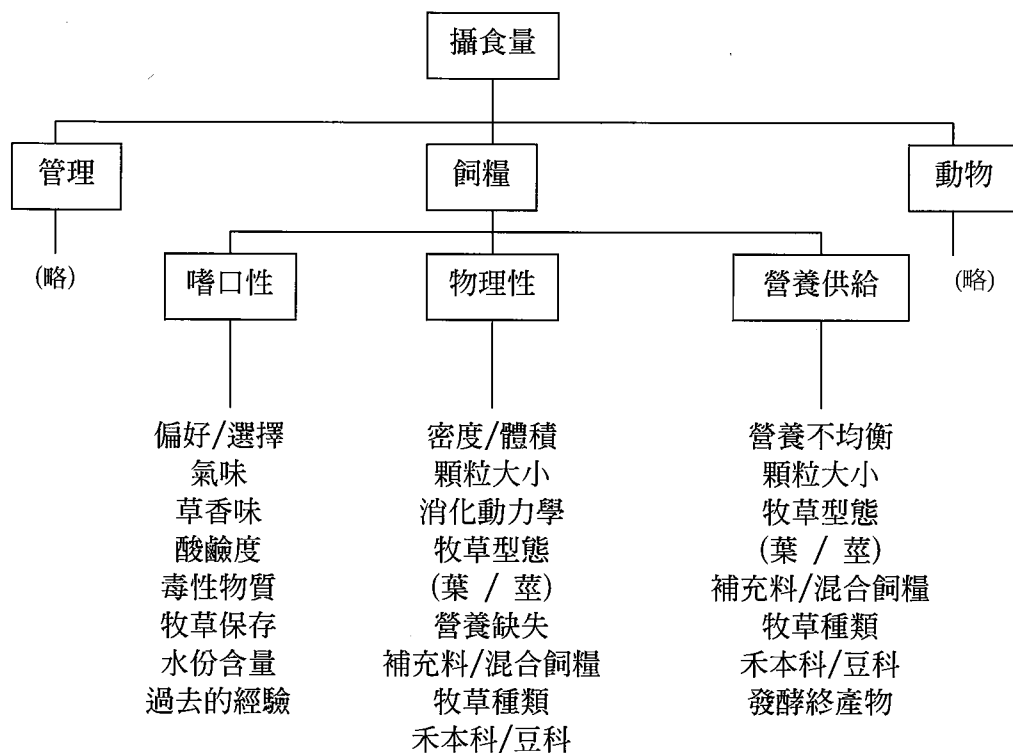 攝食量
管理
飼糧
動物
(略)
嗜口性
物理性
營養供給
(略)
偏好/選擇
氣味
草香味
酸鹼度
毒性物質
牧草保存
水份含量
過去的經驗
密度/體積
顆粒大小
消化動力學
牧草型態
(葉 / 莖)
營養缺失
補充料/混合飼糧
牧草種類
禾本科/豆科
營養不均衡
顆粒大小
牧草型態
(葉 / 莖)
補充料/混合飼糧
牧草種類
禾本科/豆科
發酵終產物